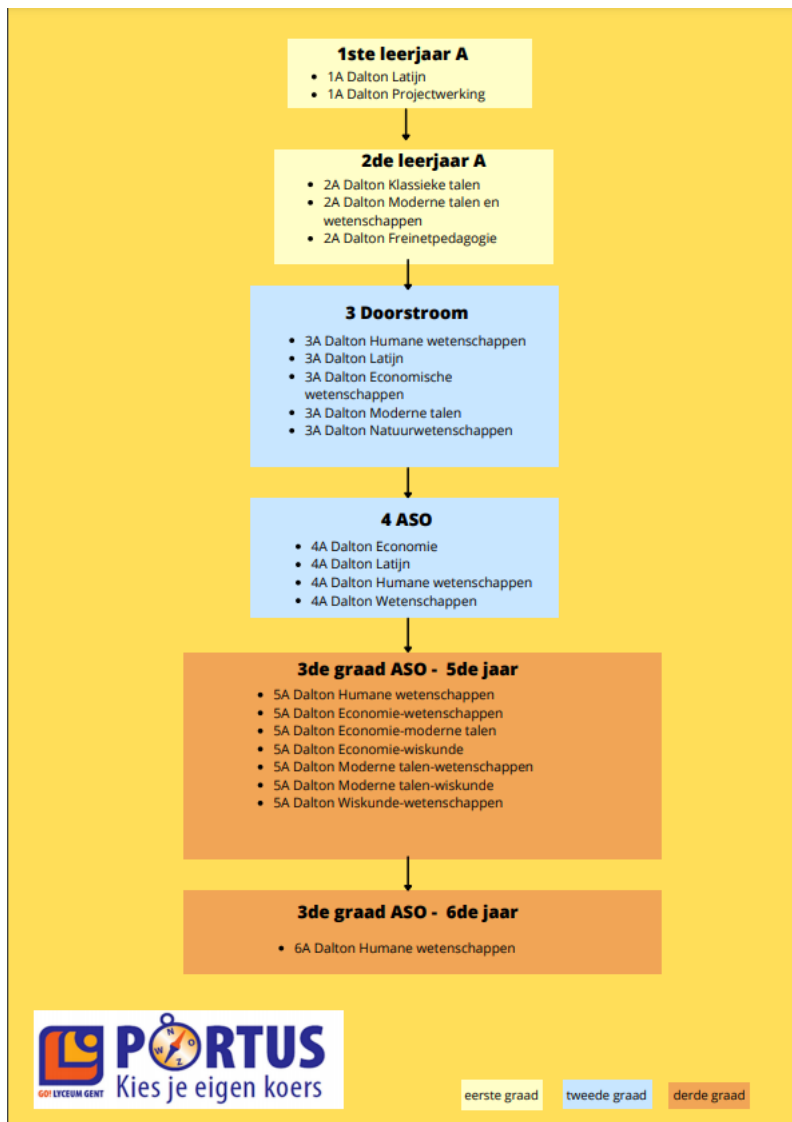 1ste leerjaar A
• 1A Dalton Latijn
• 1A Dalton Projectwerking
2de leerjaar A
• 2A Dalton Klassieke talen
• 2A Dalton Moderne talen en
wetenschappen
• 2A Dalton Freinetpedagogie
3 Doorstroom
• 3A Dalton Humane wetenschappen
• 3A Dalton Latijn
• 3A Dalton Economische
wetenschappen
• 3A Dalton Moderne talen
• 3A Dalton Natuurwetenschappen
4 ASO
• 4A Dalton Economie
• 4A Dalton Latijn
• 4A Dalton Humane wetenschappen
• 4A Dalton Wetenschappen
3de graad ASO - 5de jaar
• 5A Dalton Humane wetenschappen
• 5A Dalton Economie-wetenschappen
• 5A Dalton Economie-moderne talen
• 5A Dalton Economie-wiskunde
• 5A Dalton Moderne talen-wetenschappen
• 5A Dalton Moderne talen-wiskunde
• 5A Dalton Wiskunde-wetenschappen
3de graad ASO - 6de jaar
• 6A Dalton Humane wetenschappen
PORTUS
N
O
W
Z
Kies je eigen koers
GO! LYCEUM GENT
eerste graad
tweede graad
derde graad